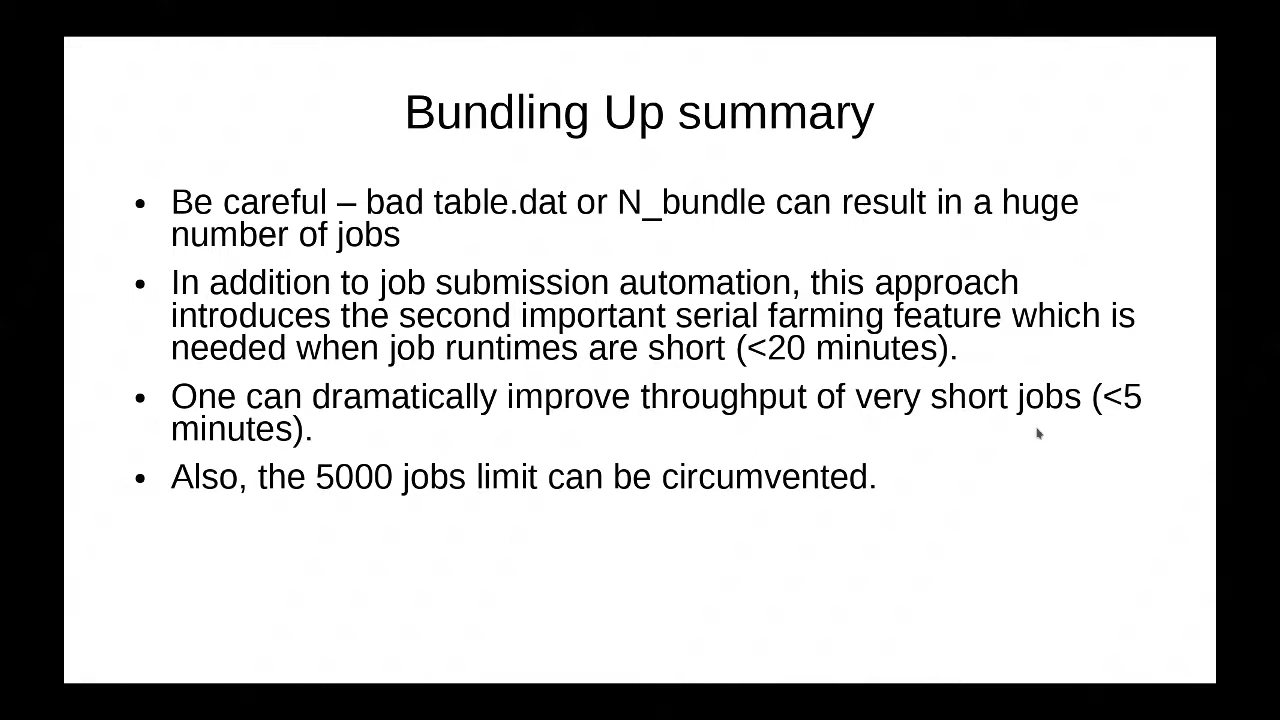 Bundling Up summary
• Be careful – bad table.dat or N_bundle can result in a huge
number of jobs
• In addition to job submission automation, this approach
introduces the second important serial farming feature which is
needed when job runtimes are short (<20 minutes).
• One can dramatically improve throughput of very short jobs (<5
minutes).
• Also, the 5000 jobs limit can be circumvented.